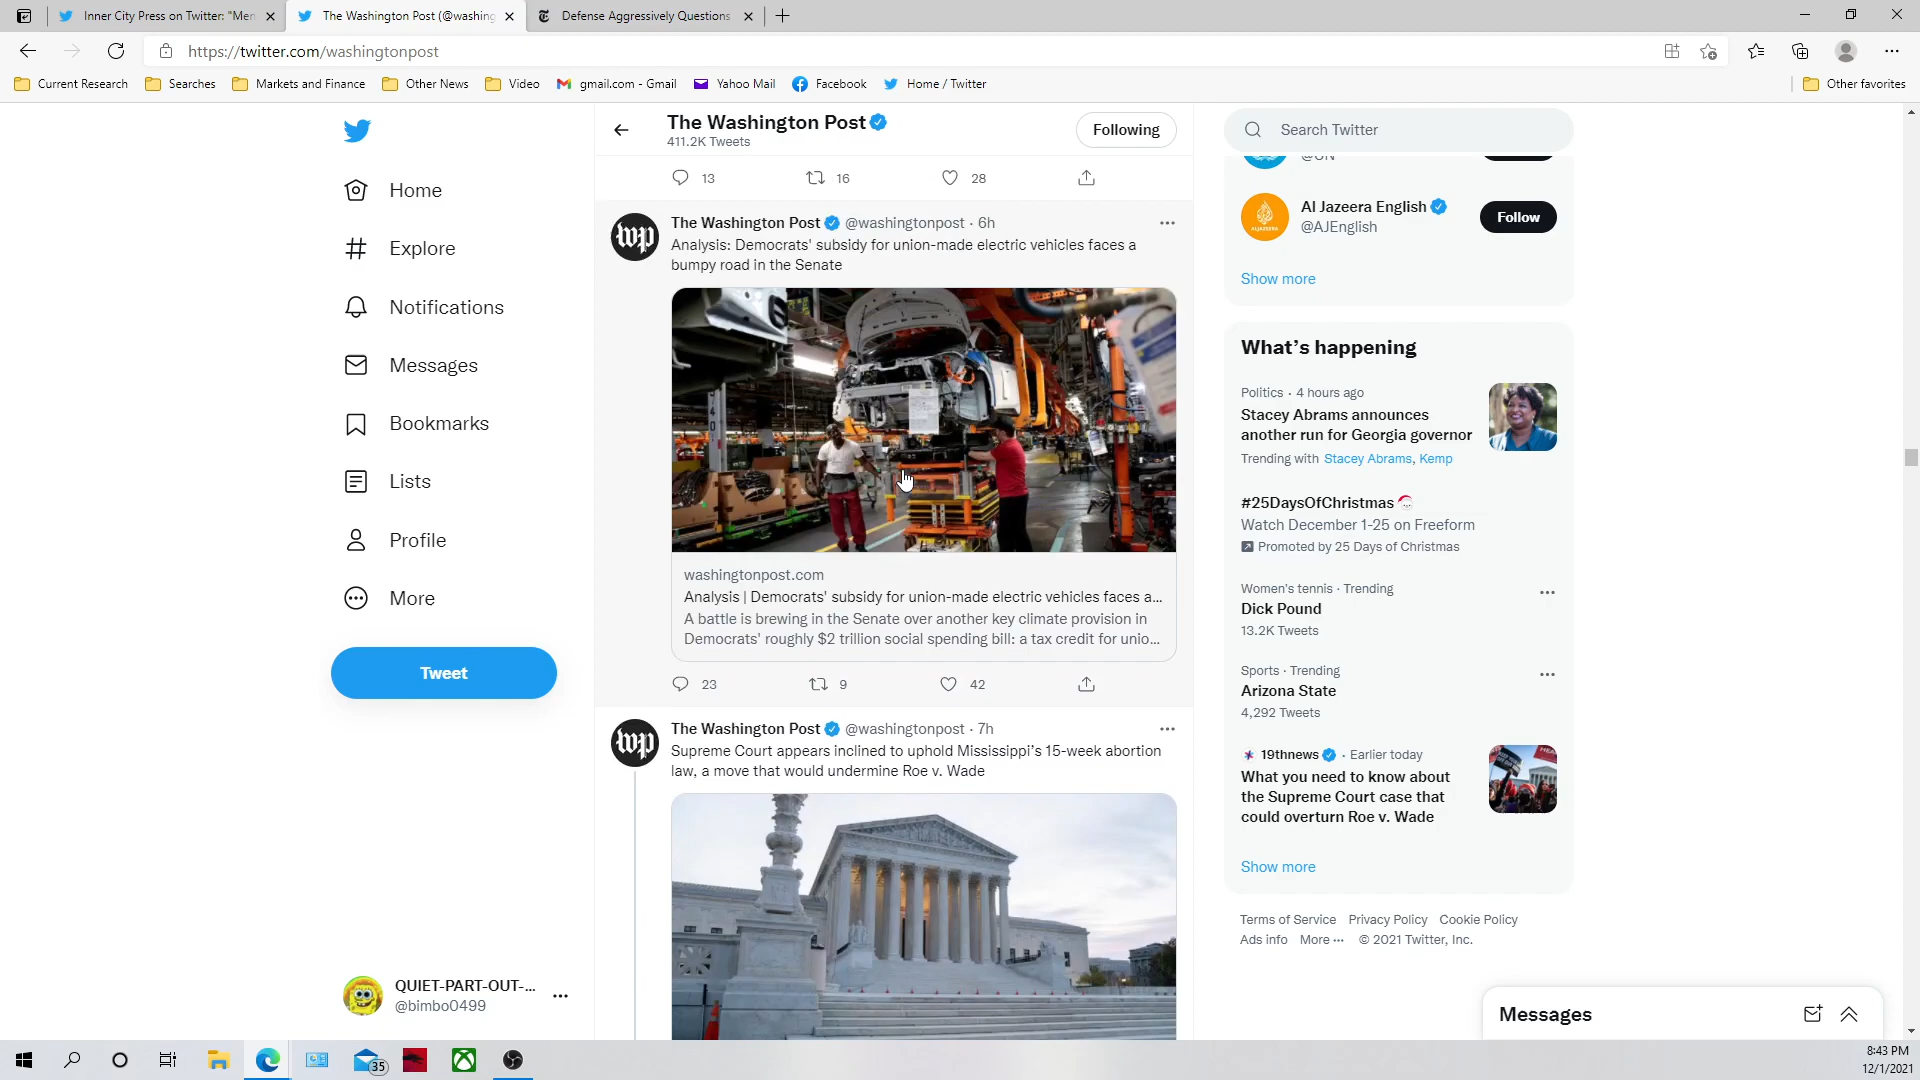 Inner City Press on Twitter: "Men
The Washington Post (@washing
Defense Aggressively Questions
https://twitter.com/washingtonpost
Current Research
Searches
Markets and Finance
Other News
Video
gmail.com - Gmail
Yahoo Mail
Facebook
Home / Twitter
Other favorites
Home
Explore
Notifications
Messages
Bookmarks
Lists
Profile
More
Tweet
QUIET-PART-OUT-...
@bimbo0499
The Washington Post
411.2K Tweets
Following
13 16 28
The Washington Post @washingtonpost · 6h
Analysis: Democrats' subsidy for union-made electric vehicles faces a
bumpy road in the Senate
washingtonpost.com
Analysis | Democrats' subsidy for union-made electric vehicles faces a...
A battle is brewing in the Senate over another key climate provision in
Democrats' roughly $2 trillion social spending bill: a tax credit for unio...
23 9 42
The Washington Post @washingtonpost · 7h
Supreme Court appears inclined to uphold Mississippi's 15-week abortion
law, a move that would undermine Roe v. Wade
Search Twitter
@UN
Al Jazeera English
@AJEnglish
Follow
Show more
What's happening
Politics · 4 hours ago
Stacey Abrams announces
another run for Georgia governor
Trending with Stacey Abrams, Kemp
#25DaysOfChristmas
Watch December 1-25 on Freeform
Promoted by 25 Days of Christmas
Women's tennis · Trending
Dick Pound
13.2K Tweets
Sports · Trending
Arizona State
4,292 Tweets
19thnews · Earlier today
What you need to know about
the Supreme Court case that
could overturn Roe v. Wade
Show more
Terms of Service Privacy Policy Cookie Policy
Ads info More ··· © 2021 Twitter, Inc.
Messages
35
8:43 PM
12/1/2021